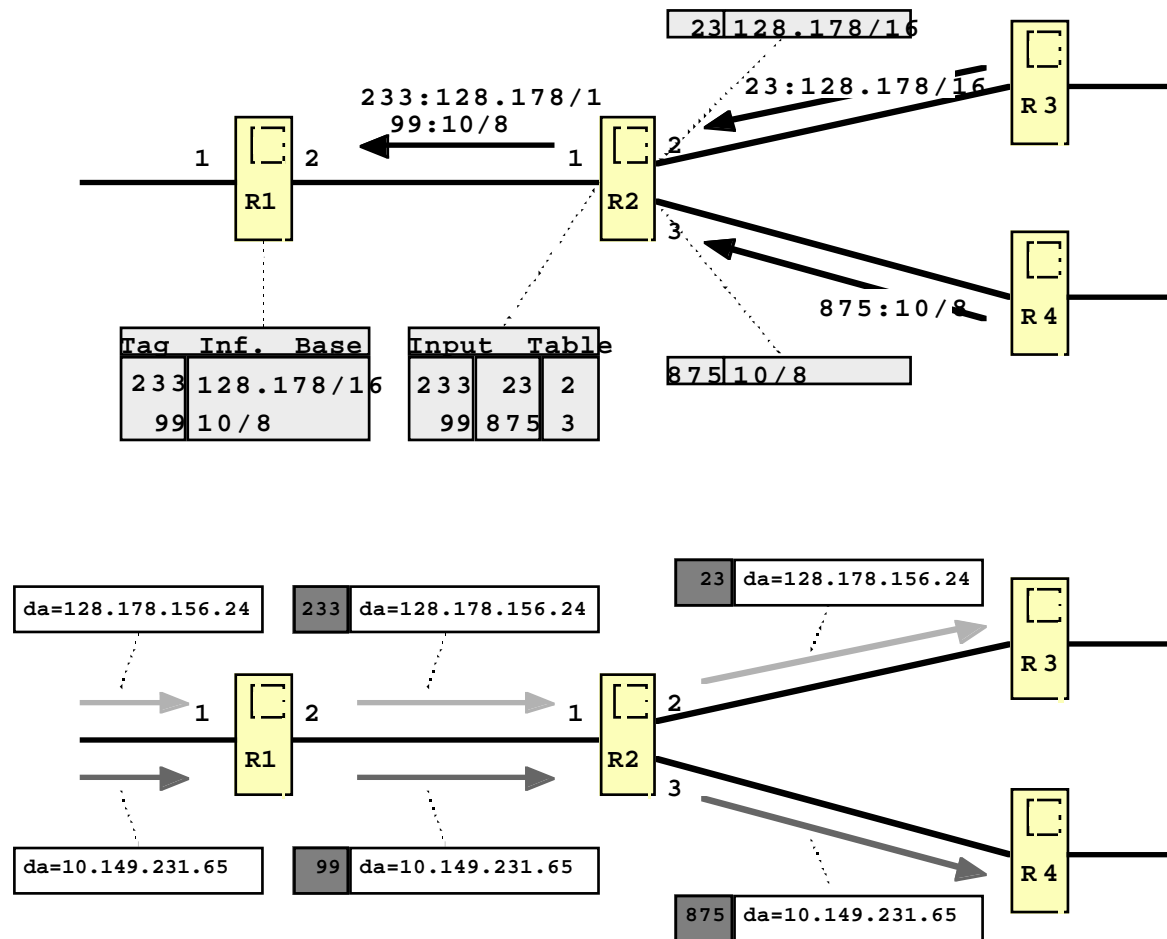 23 128.178/16
23:128.178/16
R3
233:128.178/1
99:10/8
1 2 1 2
R1 R2
3
875:10/8
R4
Tag Inf. Base
233 128.178/16
99 10/8
Input Table
233 23 2
99 875 3
875 10/8
da=128.178.156.24
233 da=128.178.156.24
23 da=128.178.156.24
R3
1 2 1 2
R1 R2
3
R4
da=10.149.231.65
99 da=10.149.231.65
875 da=10.149.231.65